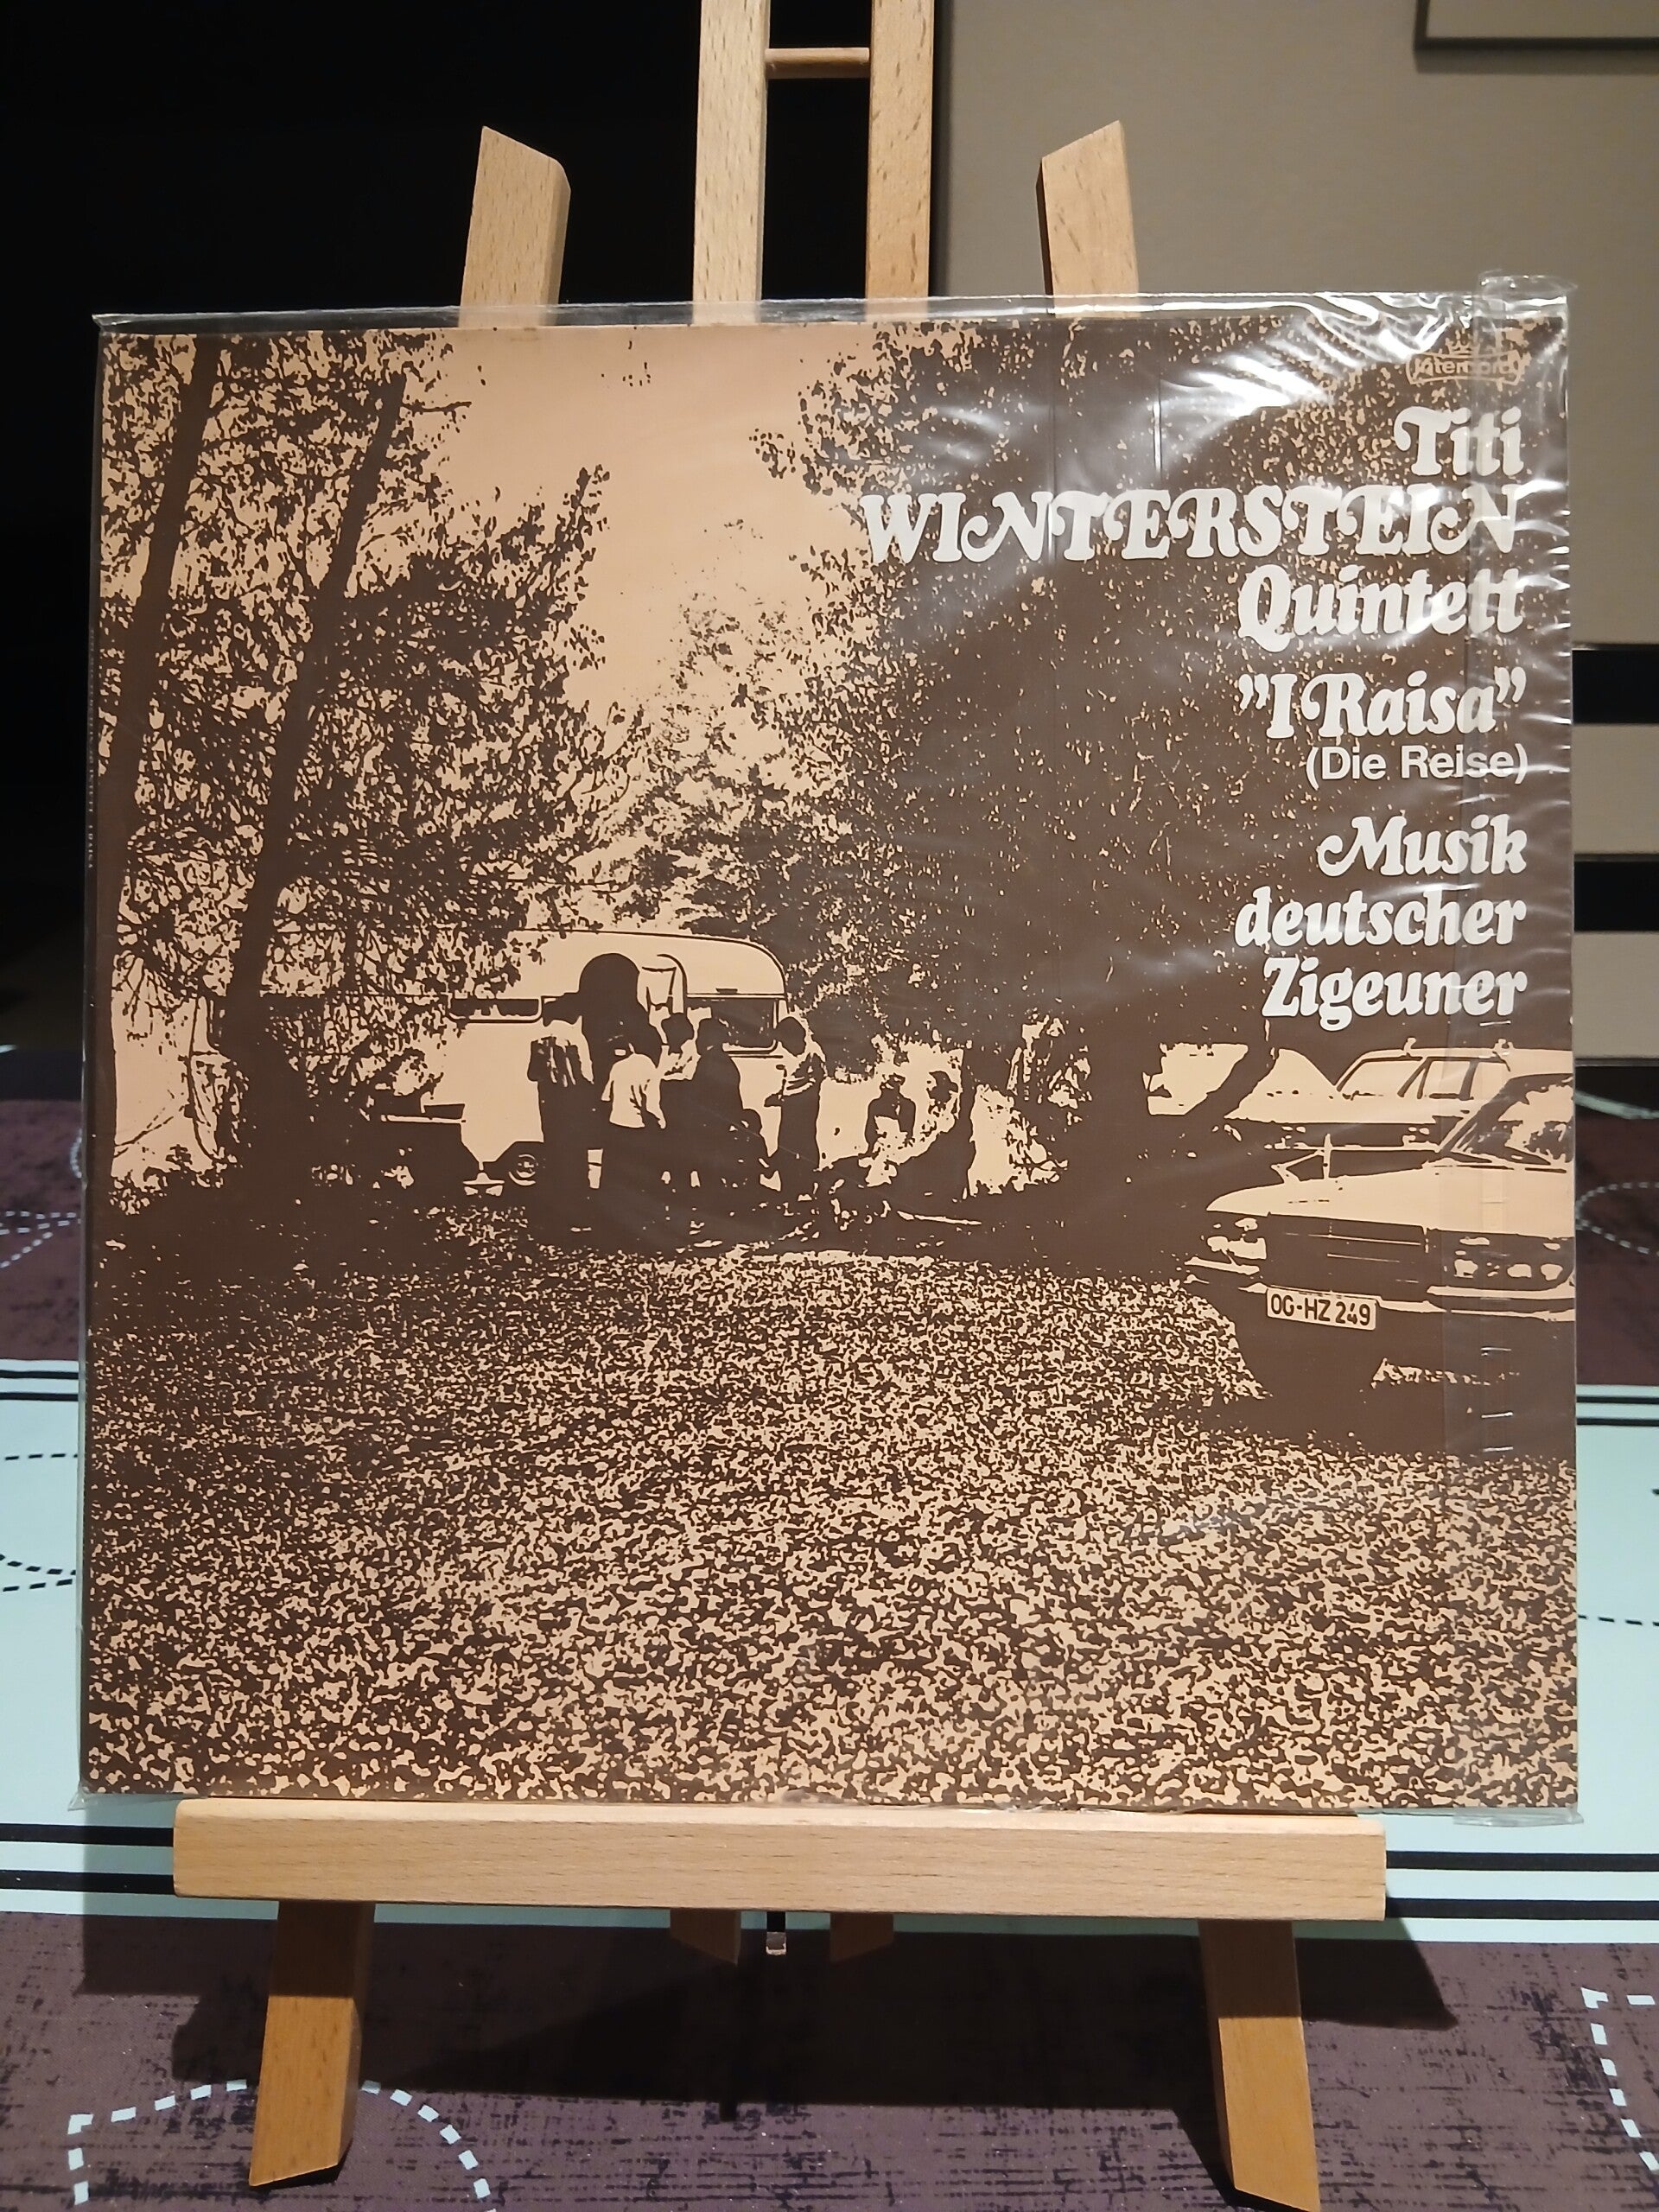 Intercord
Titi
WINTERSTEIN
Quintett
"I Raisa"
(Die Reise)
Musik
deutscher
Zigeuner
OG-HZ 249